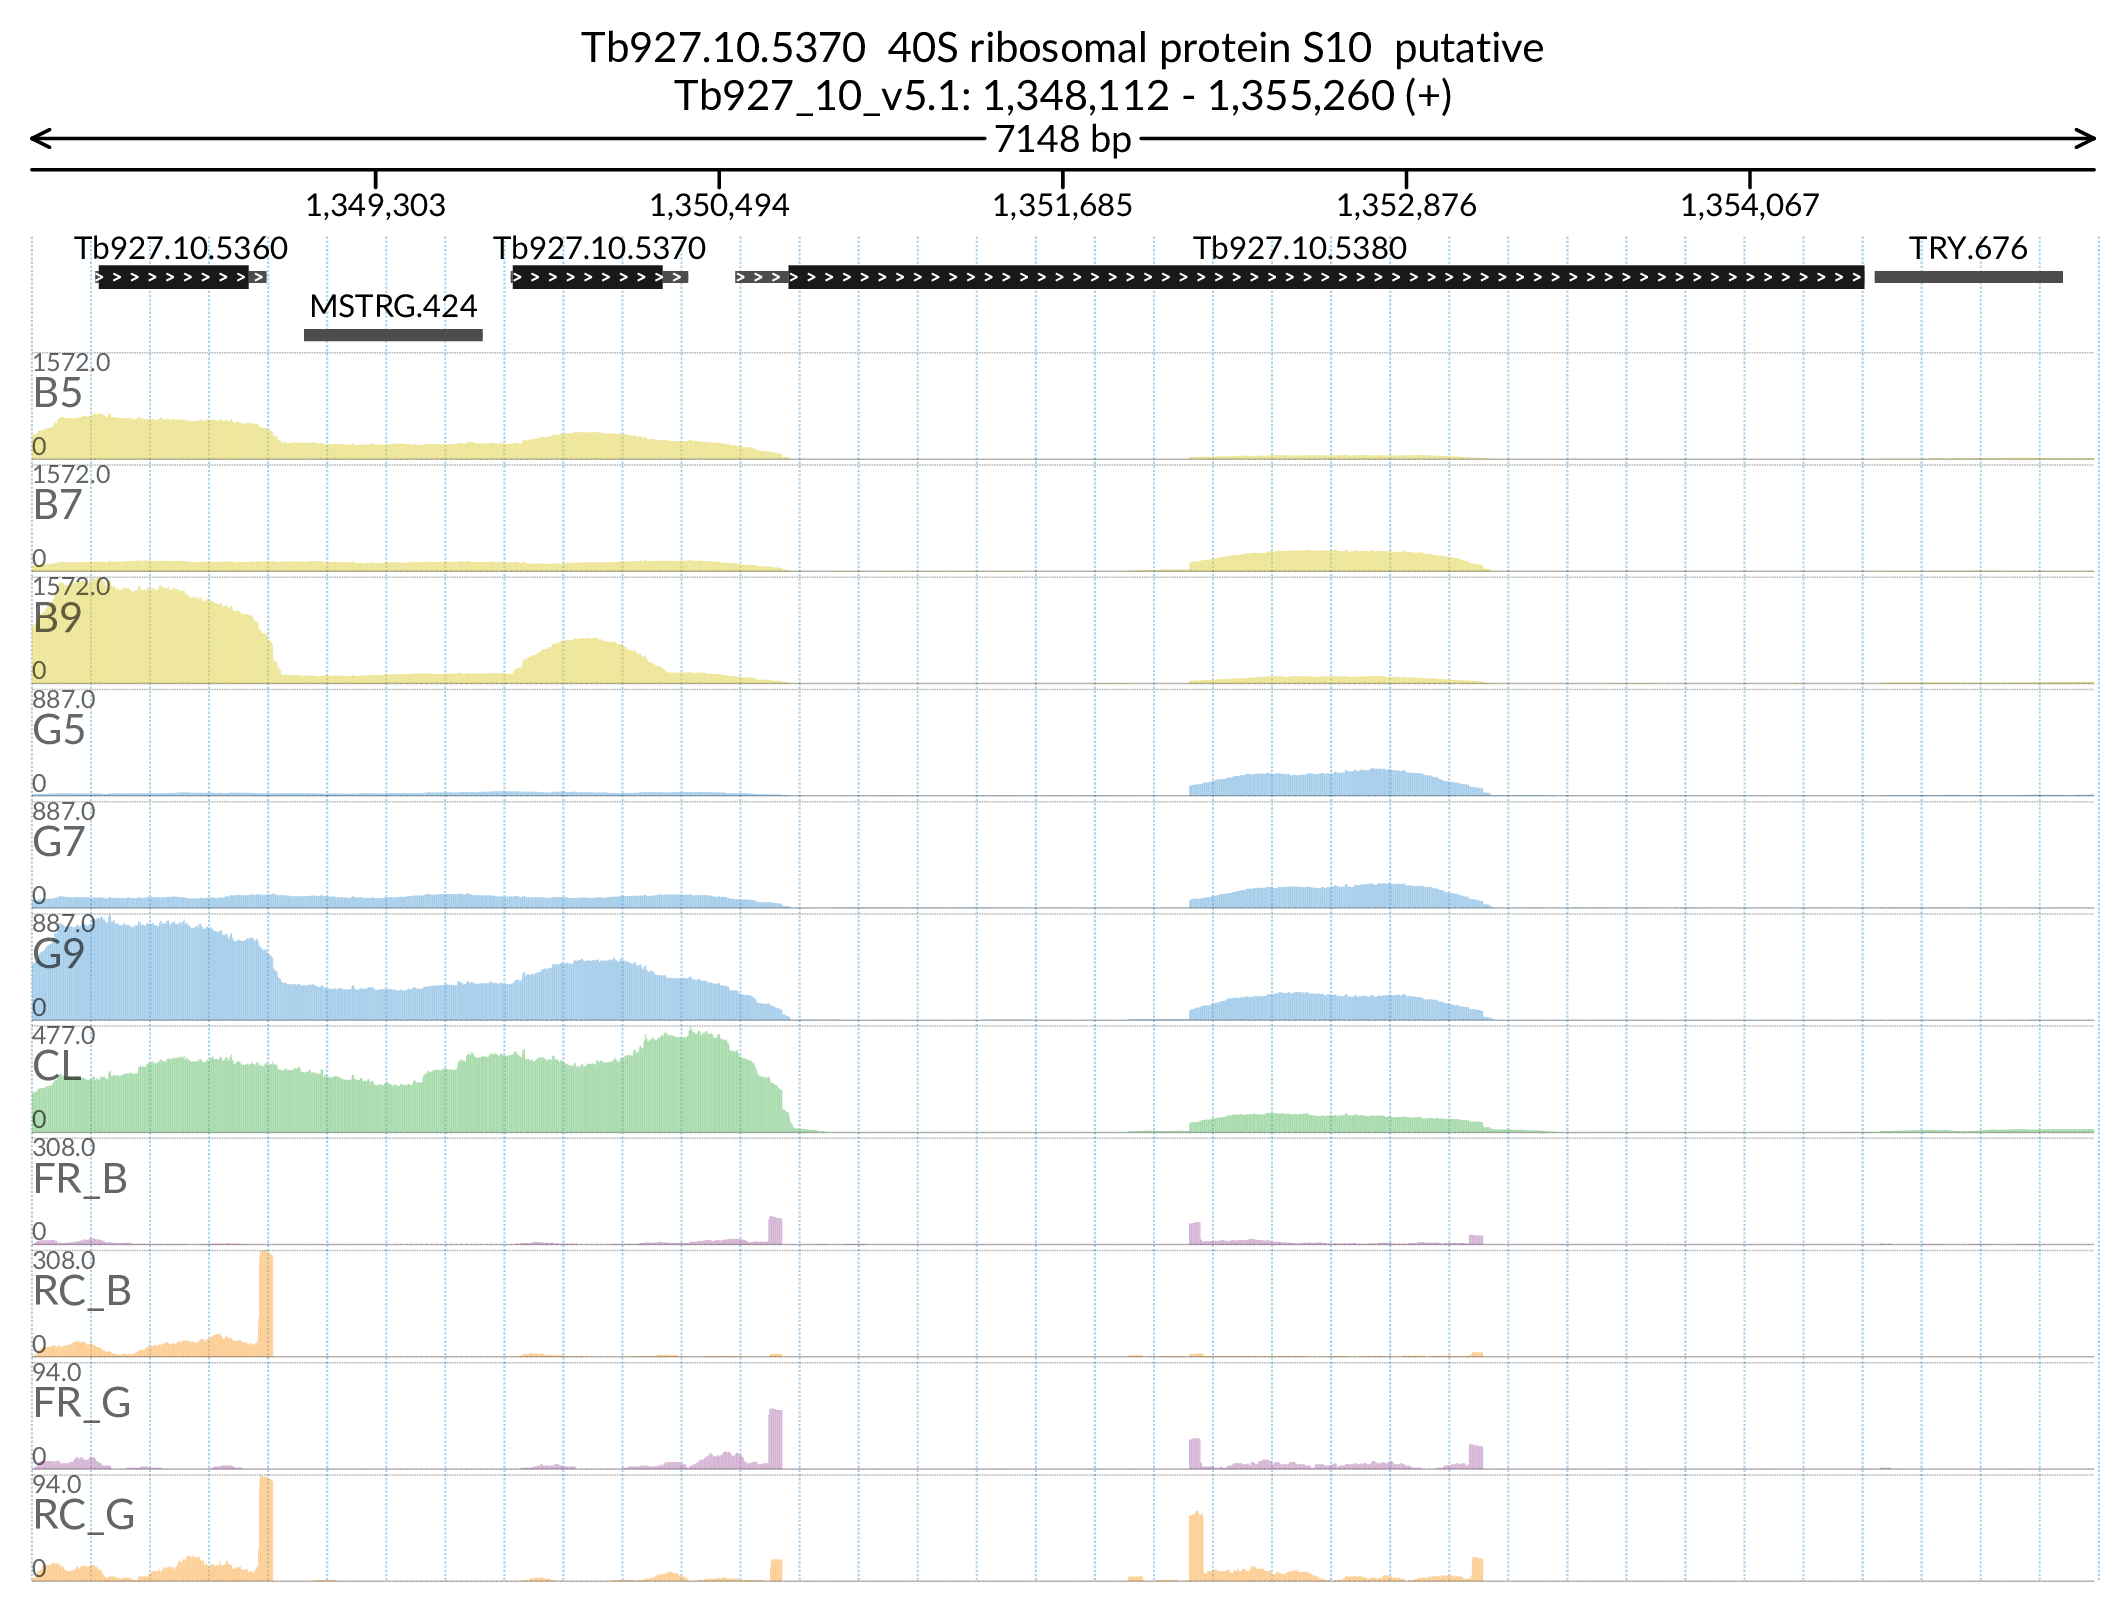 Tb927.10.5370  40S ribosomal protein S10  putative
Tb927_10_v5.1: 1,348,112 - 1,355,260 (+)
7148 bp
1,349,303 1,350,494 1,351,685 1,352,876 1,354,067
Tb927.10.5360 Tb927.10.5370 Tb927.10.5380 TRY.676
MSTRG.424
1572.0
B5
0
1572.0
B7
0
1572.0
B9
0
887.0
G5
0
887.0
G7
0
887.0
G9
0
477.0
CL
0
308.0
FR_B
0
308.0
RC_B
0
94.0
FR_G
0
94.0
RC_G
0